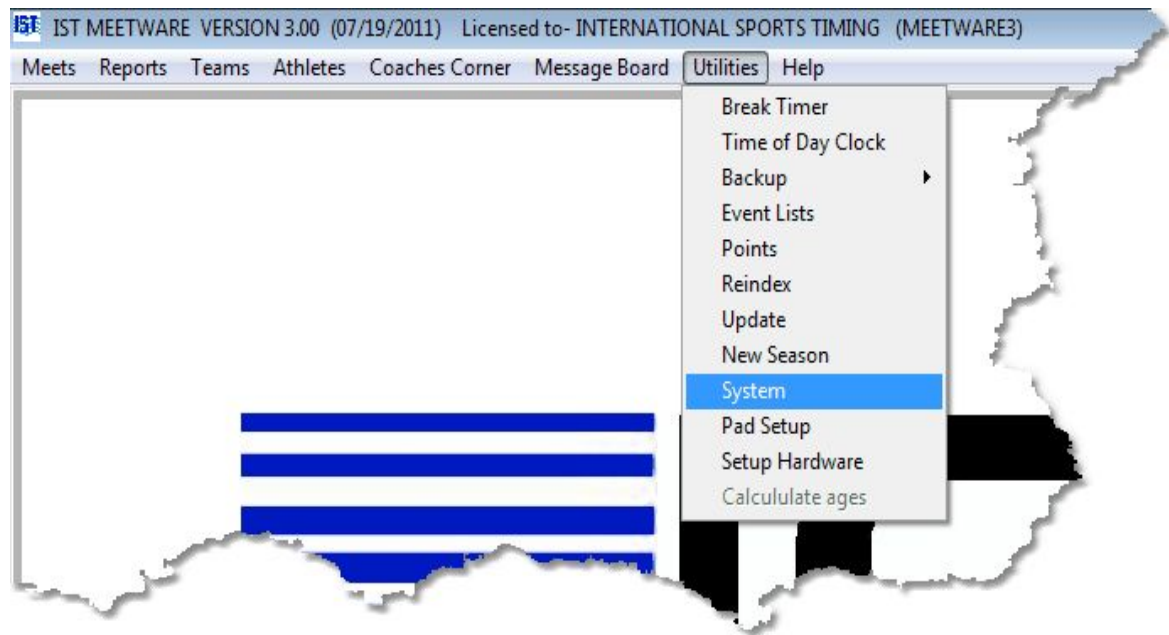 IST IST MEETWARE VERSION 3.00 (07/19/2011) Licensed to- INTERNATIONAL SPORTS TIMING (MEETWARE3)
Meets Reports Teams Athletes Coaches Corner Message Board Utilities Help
Break Timer
Time of Day Clock
Backup
Event Lists
Points
Reindex
Update
New Season
System
Pad Setup
Setup Hardware
Calcululate ages